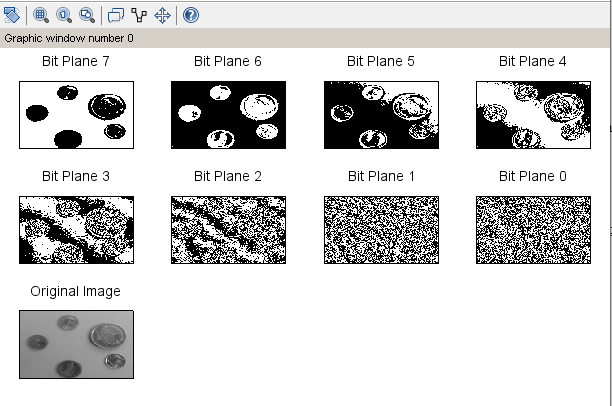 Graphic window number 0
Bit Plane 7
Bit Plane 6
Bit Plane 5
Bit Plane 4
Bit Plane 3
Bit Plane 2
Bit Plane 1
Bit Plane 0
Original Image